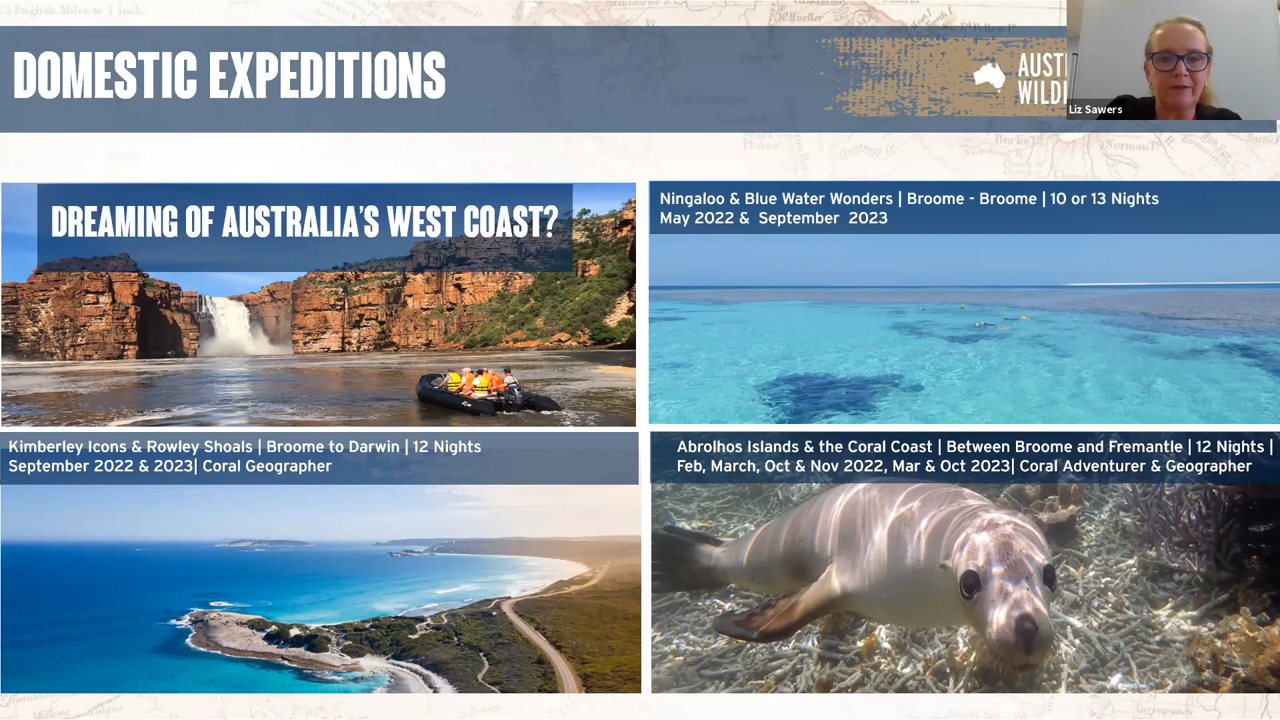 DOMESTIC EXPEDITIONS
Liz Sawers
DREAMING OF AUSTRALIA'S WEST COAST?
Ningaloo & Blue Water Wonders | Broome - Broome | 10 or 13 Nights
May 2022 & September 2023
Kimberley Icons & Rowley Shoals | Broome to Darwin | 12 Nights
September 2022 & 2023| Coral Geographer
Abrolhos Islands & the Coral Coast | Between Broome and Fremantle | 12 Nights |
Feb, March, Oct & Nov 2022, Mar & Oct 2023| Coral Adventurer & Geographer